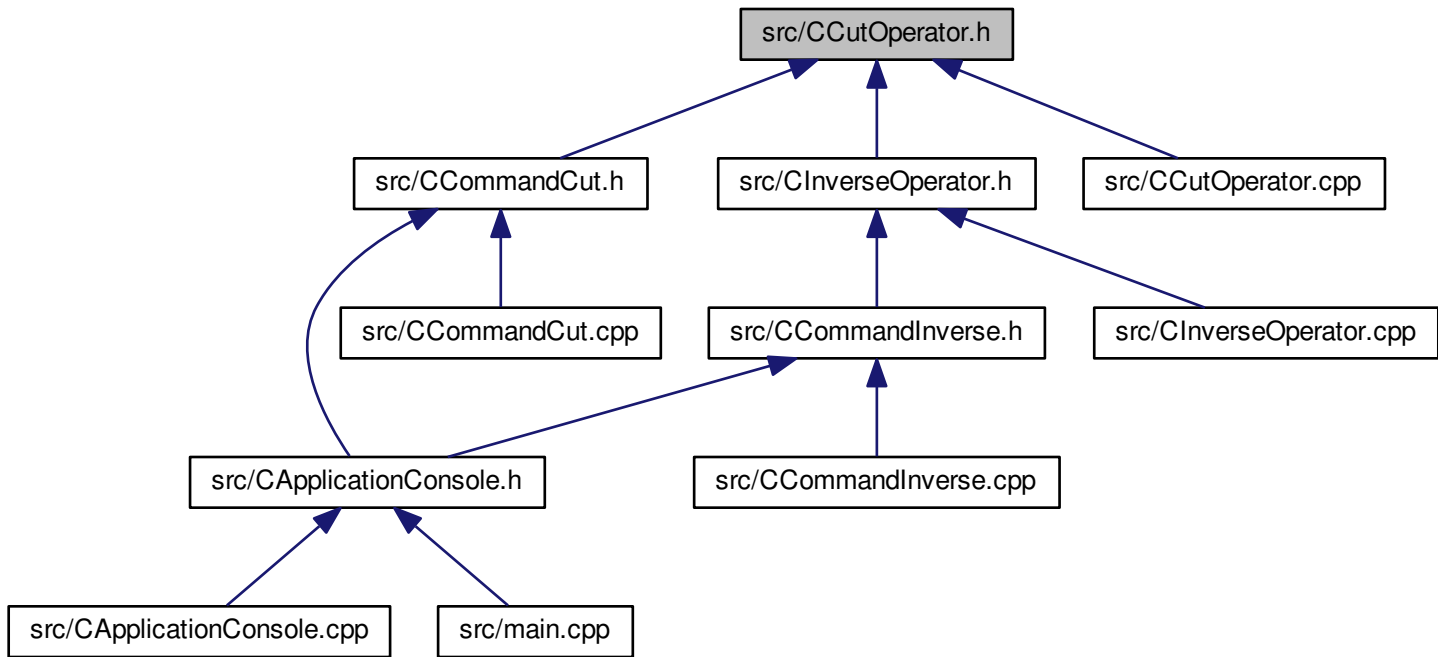 src/CCutOperator.h
src/CCommandCut.h
src/CInverseOperator.h
src/CCutOperator.cpp
src/CCommandCut.cpp
src/CCommandInverse.h
src/CInverseOperator.cpp
src/CApplicationConsole.h
src/CCommandInverse.cpp
src/CApplicationConsole.cpp
src/main.cpp